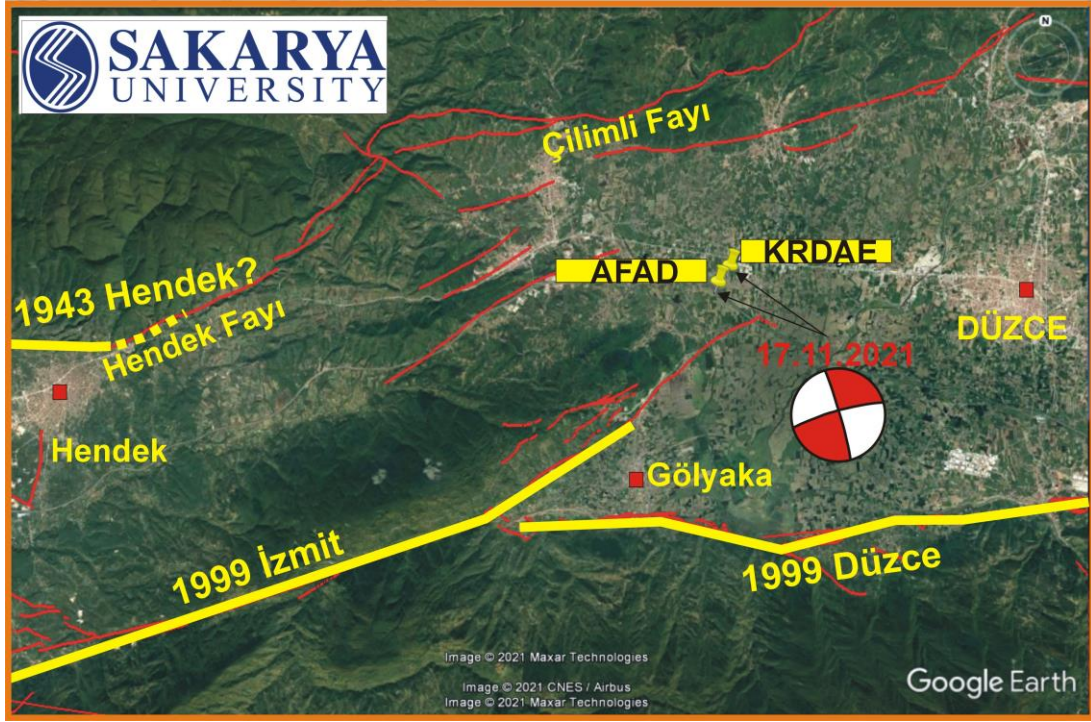 SAKARYA
UNIVERSITY
N
Çilimli Fayı
KRDAE
AFAD
1943 Hendek?
Hendek Fayı
DÜZCE
17.11.2021
Hendek
Gölyaka
1999 İzmit
1999 Düzce
Image © 2021 Maxar Technologies
Image © 2021 CNES / Airbus
Image © 2021 Maxar Technologies
Google Earth